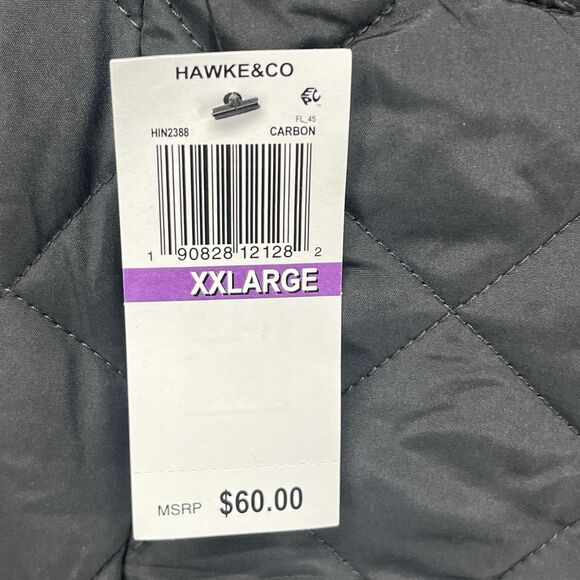 HAWKE&CO
FL_45
HIN2388 CARBON
1 90828 12128 2
XXLARGE
MSRP $60.00